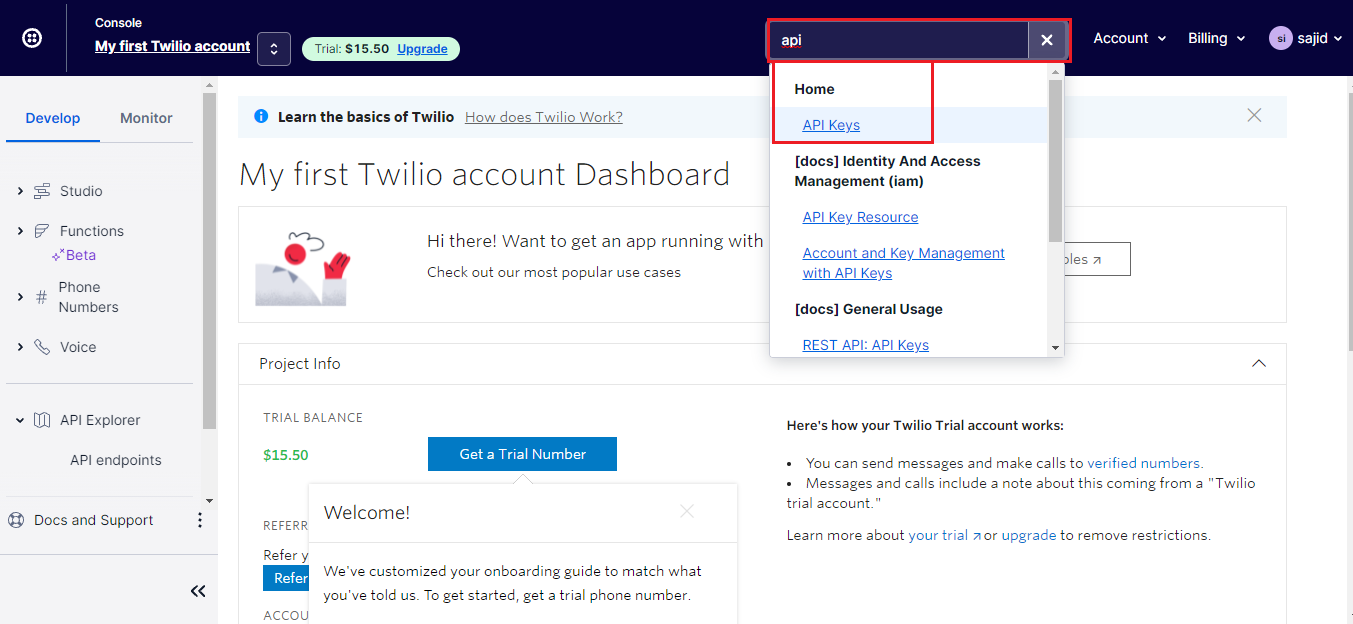 Console
My first Twilio account
Trial: $15.50 Upgrade
api
Account
Billing
si sajid
Develop
Monitor
Studio
Functions
Beta
Phone
Numbers
Voice
API Explorer
API endpoints
Docs and Support
Learn the basics of Twilio How does Twilio Work?
My first Twilio account Dashboard
Hi there! Want to get an app running with
Check out our most popular use cases
Home
API Keys
[docs] Identity And Access
Management (iam)
API Key Resource
Account and Key Management
with API Keys
[docs] General Usage
REST API: API Keys
Project Info
TRIAL BALANCE
$15.50
Get a Trial Number
Welcome!
We've customized your onboarding guide to match what
you've told us. To get started, get a trial phone number.
Refer
Here's how your Twilio Trial account works:
You can send messages and make calls to verified numbers.
Messages and calls include a note about this coming from a "Twilio
trial account."
Learn more about your trial or upgrade to remove restrictions.